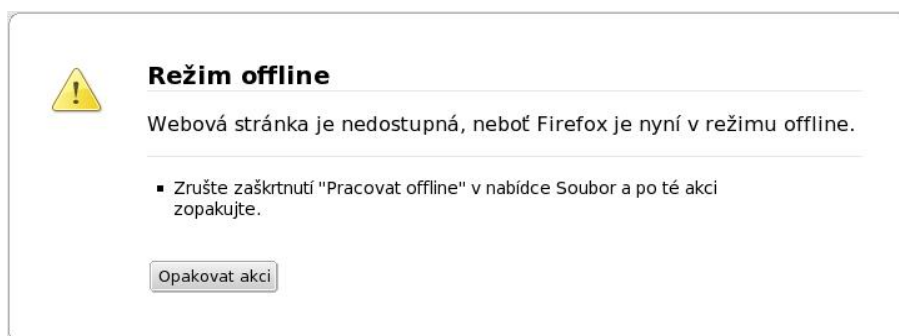 Režim offline
Webová stránka je nedostupná, neboť Firefox je nyní v režimu offline.
Zrušte zaškrtnutí "Pracovat offline" v nabídce Soubor a po té akci
zopakujte.
Opakovat akci